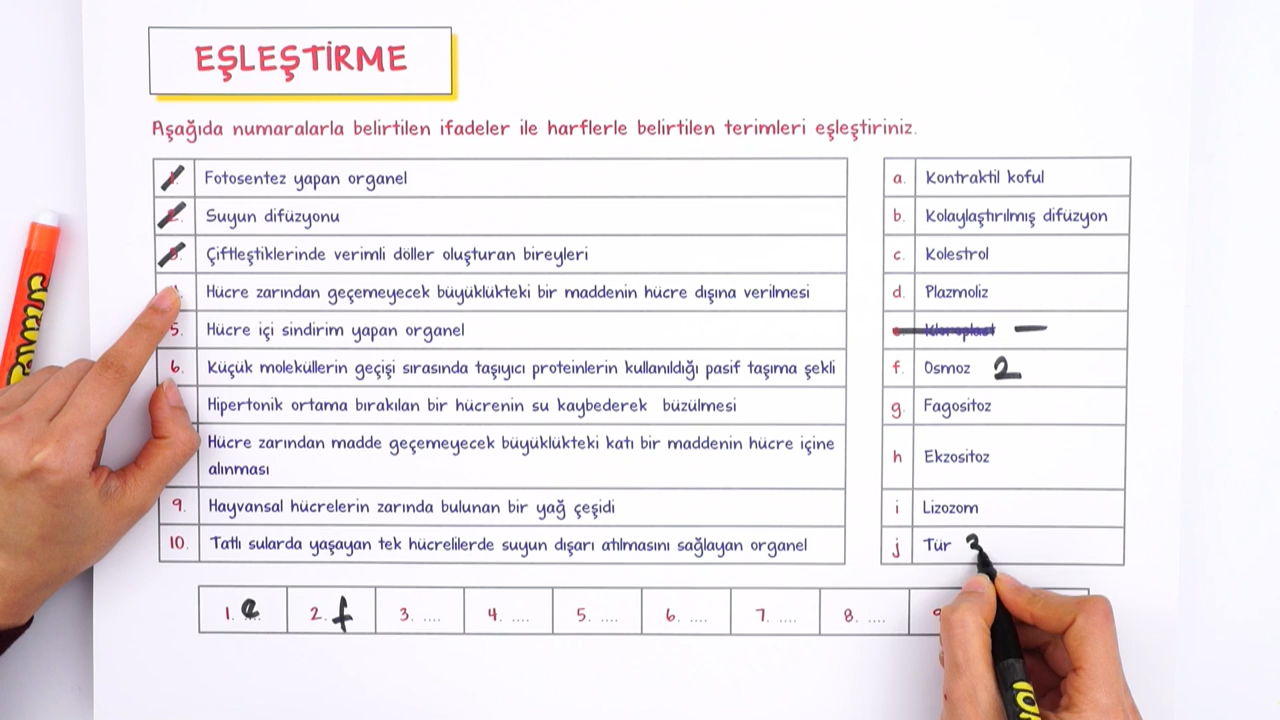 EŞLEŞTİRME
Aşağıda numaralarla belirtilen ifadeler ile harflerle belirtilen terimleri eşleştiriniz.
Fotosentez yapan organel
Suyun difüzyonu
Çiftleştiklerinde verimli döller oluşturan bireyleri
Hücre zarından geçemeyecek büyüklükteki bir maddenin hücre dışına verilmesi
5. Hücre içi sindirim yapan organel
6. Küçük moleküllerin geçişi sırasında taşıyıcı proteinlerin kullanıldığı pasif taşıma şekli
Hipertonik ortama bırakılan bir hücrenin su kaybederek büzülmesi
Hücre zarından madde geçemeyecek büyüklükteki katı bir maddenin hücre içine
alınması
9. Hayvansal hücrelerin zarında bulunan bir yağ çeşidi
10. Tatlı sularda yaşayan tek hücrelilerde suyun dışarı atılmasını sağlayan organel
a. Kontraktil koful
b. Kolaylaştırılmış difüzyon
c. Kolestrol
d. Plazmoliz
Kloroplast
f. Osmoz 2
g. Fagositoz
h Ekzositoz
i Lizozom
j Tür 3
1. e 2. f 3. .... 4. .... 5. .... 6. .... 7. .... 8. .... 9